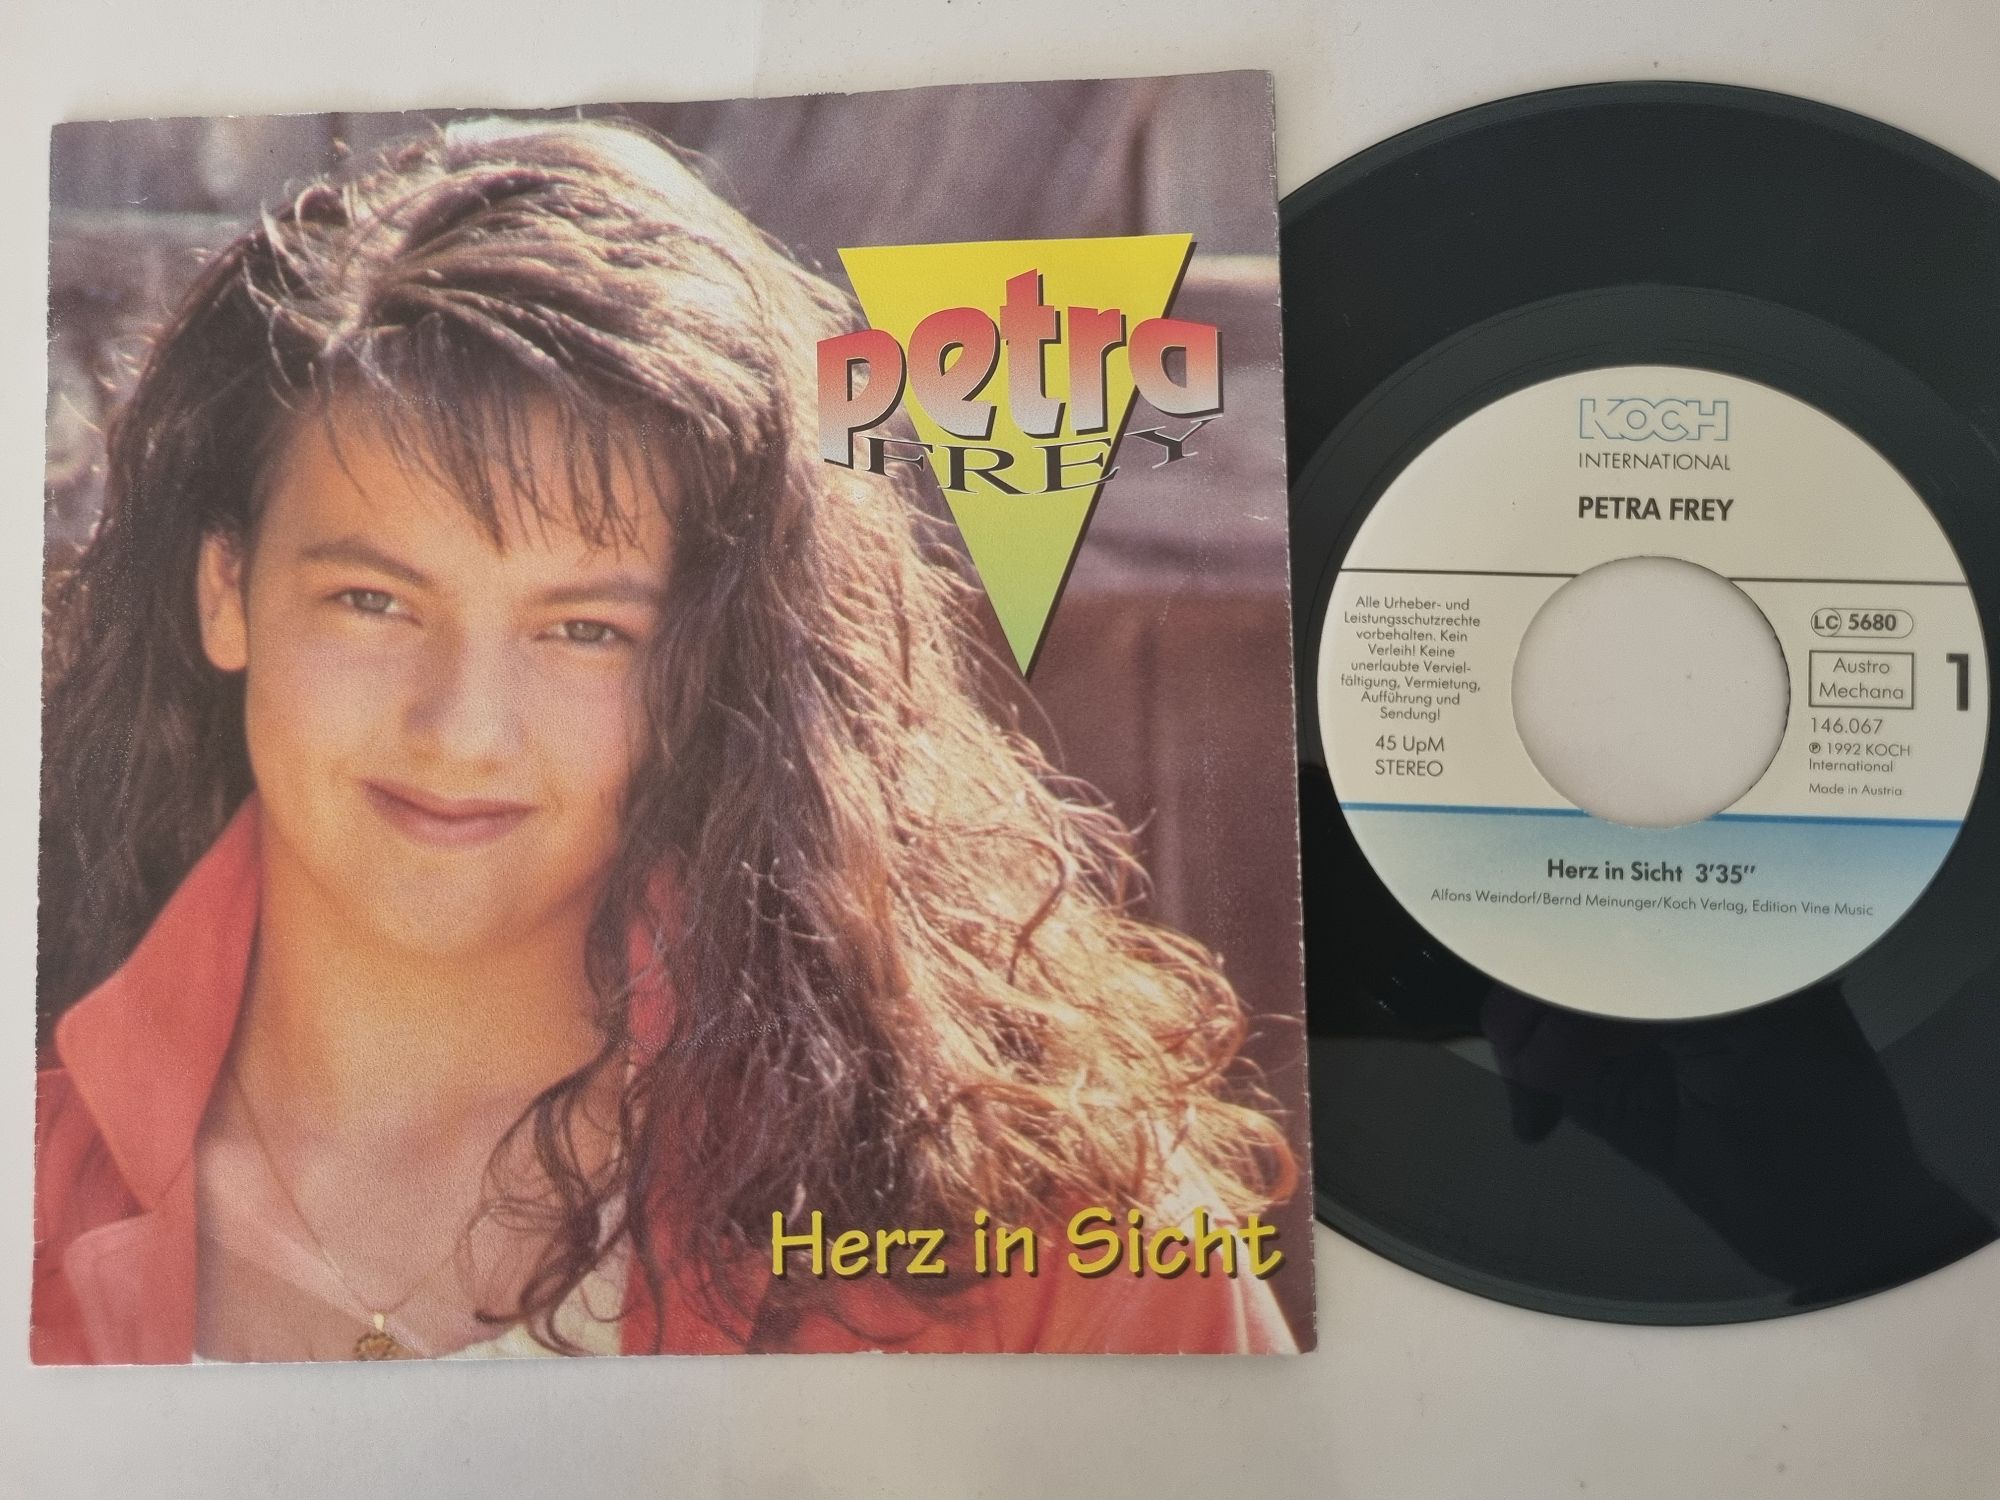 petra
FREY
Herz in Sicht
KOCH
INTERNATIONAL
PETRA FREY
Alle Urheber- und
Leistungsschutzrechte
vorbehalten. Kein
Verleih! Keine
unerlaubte Verviel-
fältigung, Vermietung,
Aufführung und
Sendung!
45 UpM
STEREO
LC 5680
Austro
Mechana
1
146.067
℗ 1992 KOCH
International
Made in Austria
Herz in Sicht 3'35"
Alfons Weindorf/Bernd Meinunger/Koch Verlag, Edition Vine Music